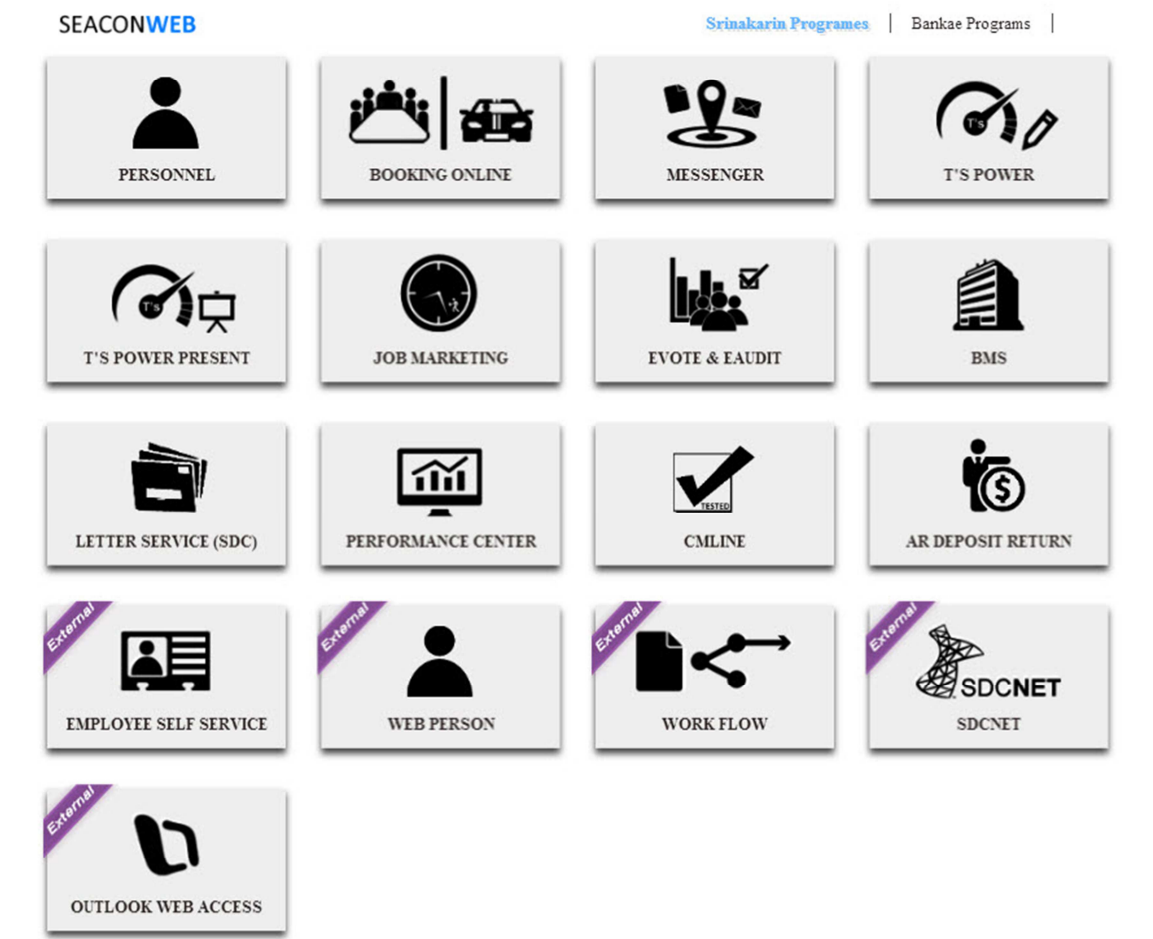 SEACONWEB
Srinakarin Programes | Bankae Programs |
PERSONNEL
BOOKING ONLINE
MESSENGER
T's
T'S POWER
T's
T'S POWER PRESENT
JOB MARKETING
EVOTE & EAUDIT
BMS
LETTER SERVICE (SDC)
PERFORMANCE CENTER
TESTED
CMLINE
$
AR DEPOSIT RETURN
External
EMPLOYEE SELF SERVICE
External
WEB PERSON
External
WORK FLOW
External
SDCNET
SDCNET
External
OUTLOOK WEB ACCESS